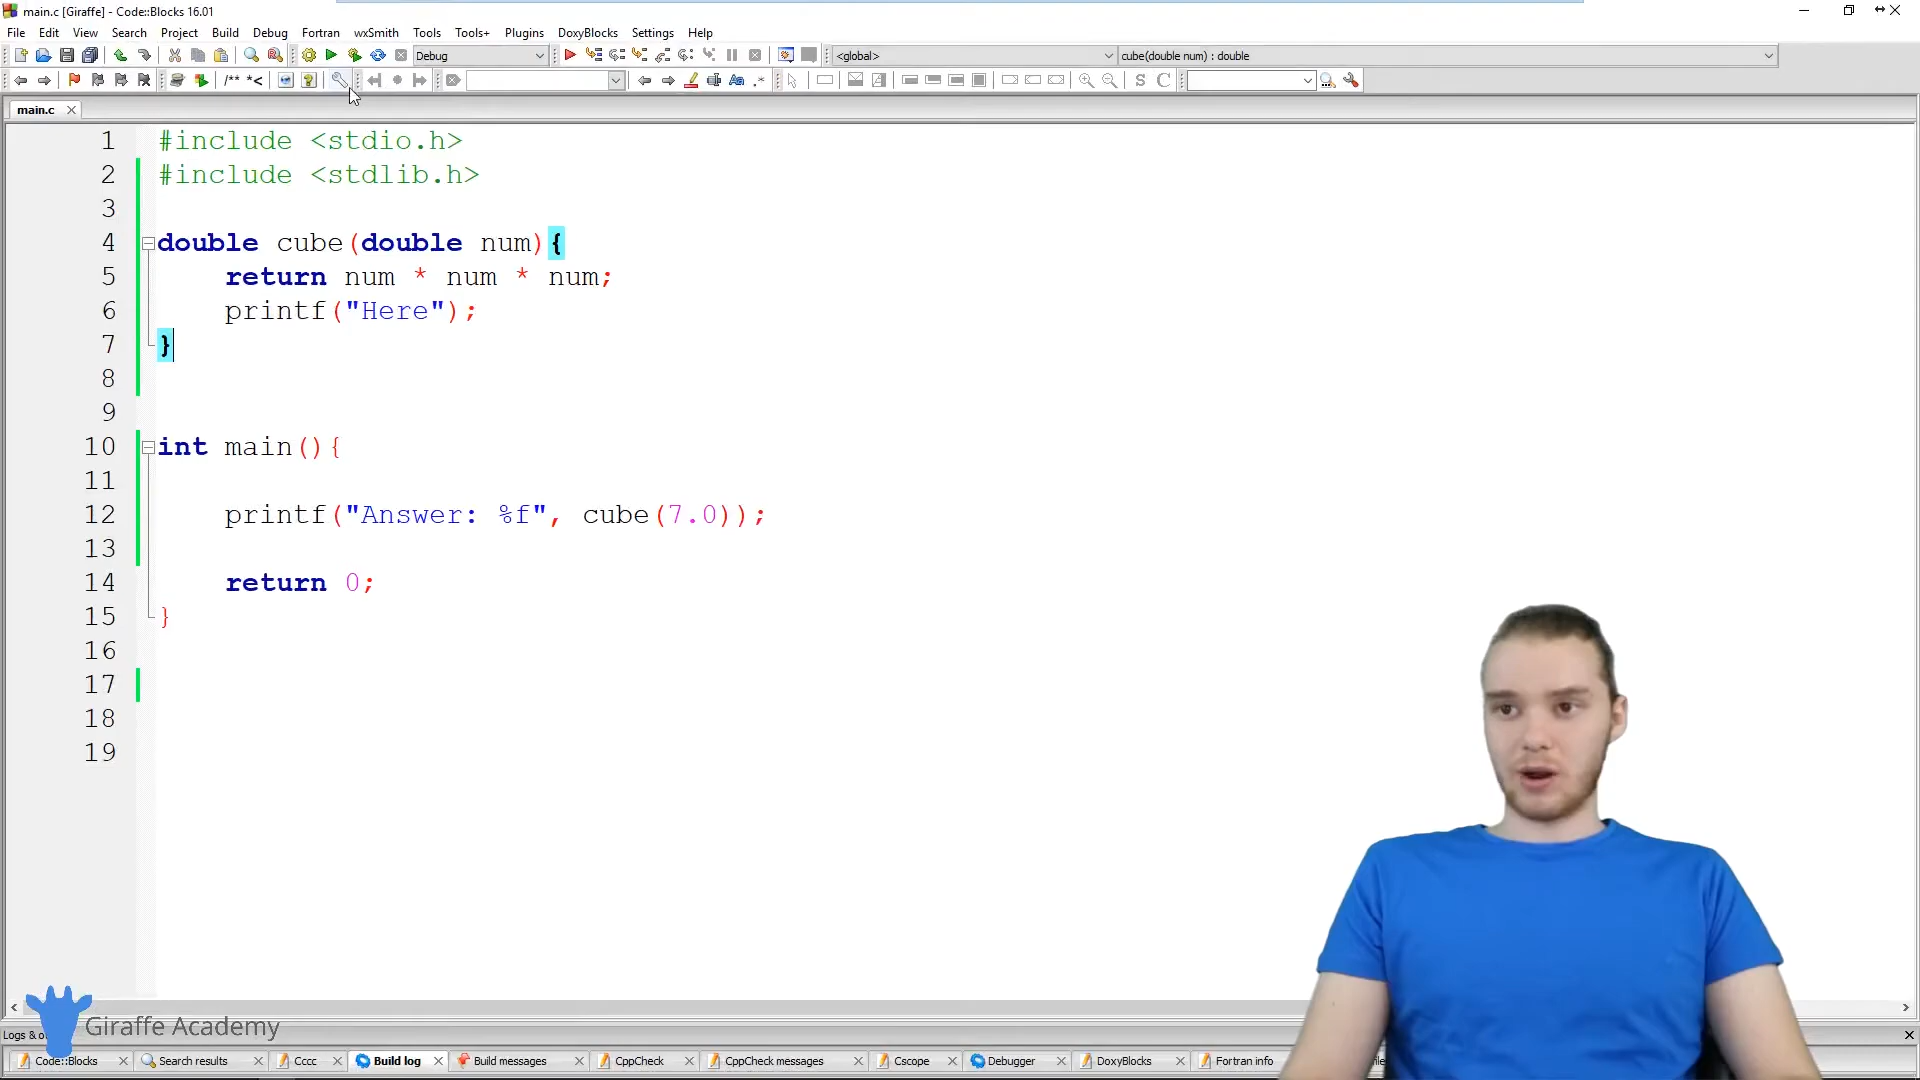 main.c [Giraffe] - Code::Blocks 16.01
File Edit View Search Project Build Debug Fortran wxSmith Tools Tools+ Plugins DoxyBlocks Settings Help
Debug <global> cube(double num) : double
/** *<
S C
main.c
1 #include <stdio.h>
2 #include <stdlib.h>
3
4 double cube(double num){
5 return num * num * num;
6 printf("Here");
7 }
8
9
10 int main(){
11
12 printf("Answer: %f", cube(7.0));
13
14 return 0;
15 }
16
17
18
19
Giraffe Academy
Logs & o
Code::Blocks Search results Cccc Build log Build messages CppCheck CppCheck messages Cscope Debugger DoxyBlocks Fortran info